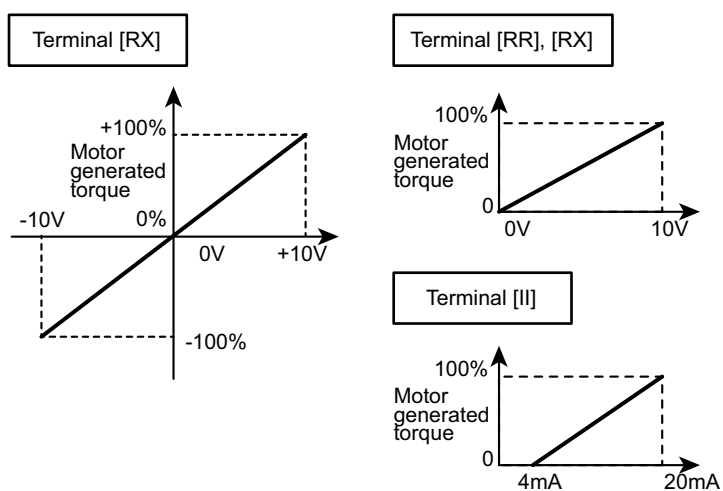 Terminal [RX]
+100%
Motor
generated
torque
-10V
0%
0V
+10V
-100%
Terminal [RR], [RX]
100%
Motor
generated
torque
0
0V
10V
Terminal [II]
100%
Motor
generated
torque
0
4mA
20mA